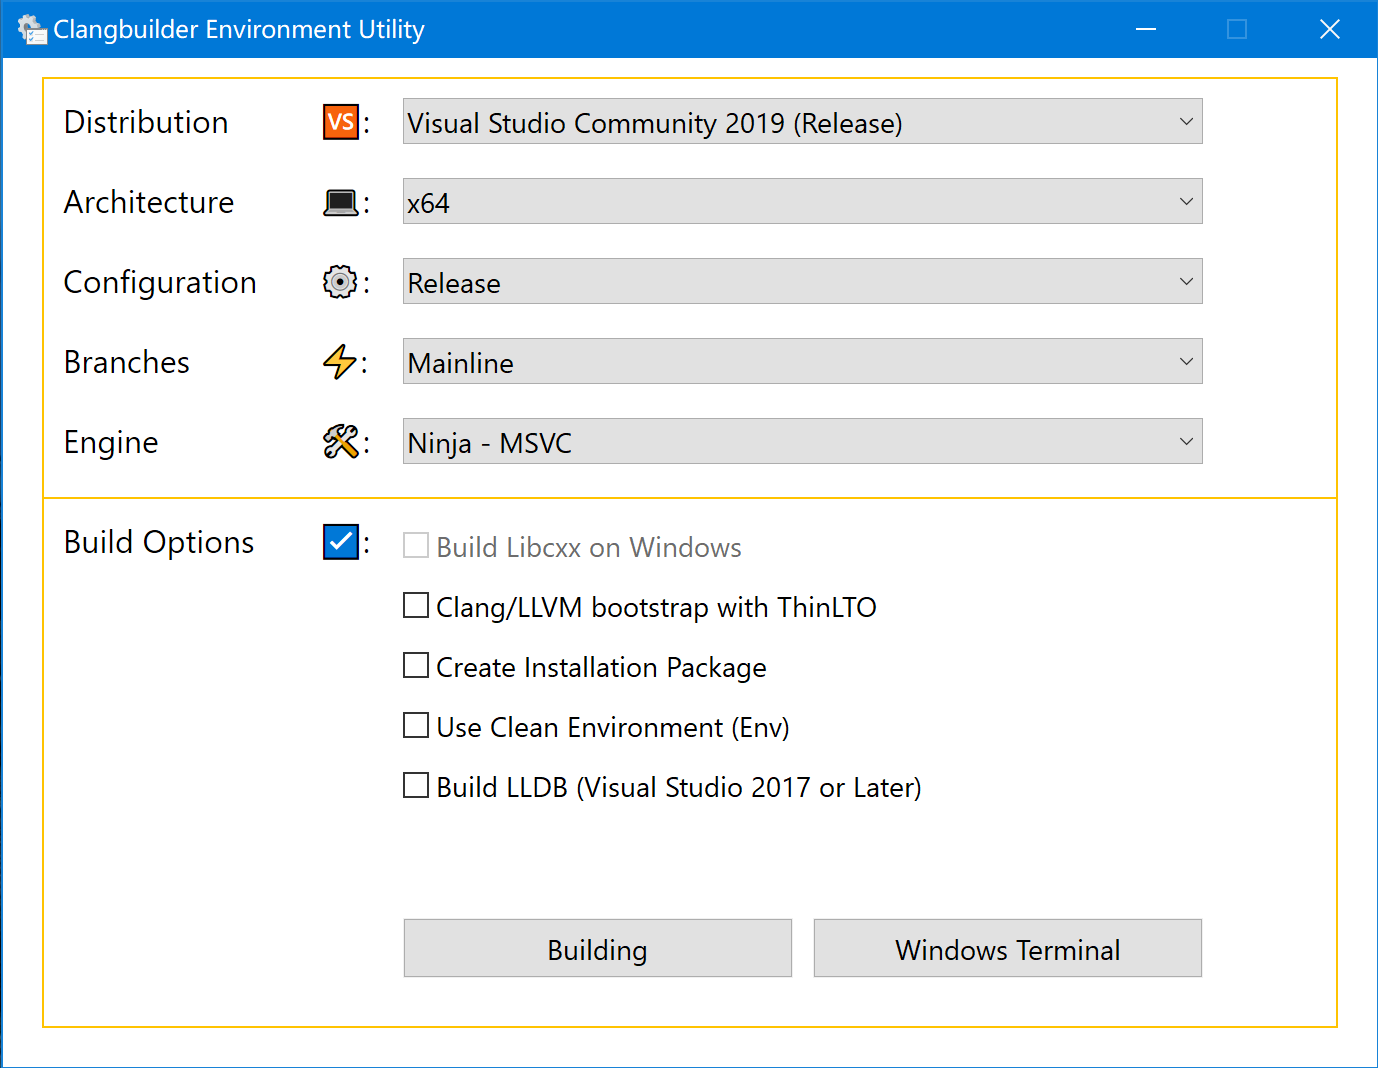 Clangbuilder Environment Utility
Distribution VS : Visual Studio Community 2019 (Release)
Architecture : x64
Configuration : Release
Branches : Mainline
Engine : Ninja - MSVC
Build Options : Build Libcxx on Windows
Clang/LLVM bootstrap with ThinLTO
Create Installation Package
Use Clean Environment (Env)
Build LLDB (Visual Studio 2017 or Later)
Building Windows Terminal